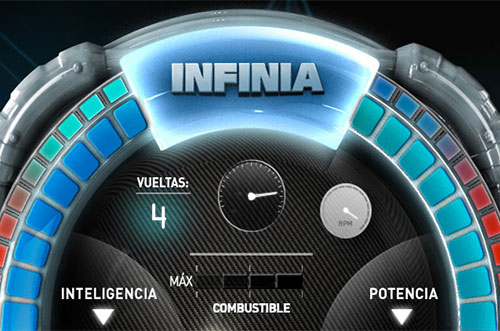 INFINIA
VUELTAS:
4
RPM
MÁX
COMBUSTIBLE
INTELIGENCIA
POTENCIA